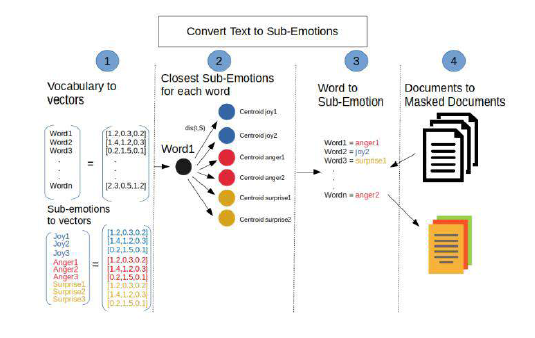 Convert Text to Sub-Emotions
1
2
3
4
Vocabulary to
vectors
Word1
Word2
Word3
.
.
.
Wordn
=
[1.2,0.3,0.2]
[1.4,1.2,0.3]
[0.2,1.5,0.1]
.
.
.
[2.3,0.5,1.2]
Sub-emotions
to vectors
Joy1
Joy2
Joy3
Anger1
Anger2
Anger3
Surprise1
Surprise2
Surprise3
=
[1.2,0.3,0.2]
[1.4,1.2,0.3]
[0.2,1.5,0.1]
[1.2,0.3,0.2]
[1.4,1.2,0.3]
[0.2,1.5,0.1]
[1.2,0.3,0.2]
[1.4,1.2,0.3]
[0.2,1.5,0.1]
Closest Sub-Emotions
for each word
Word1
Centroid joy1
Centroid joy2
Centroid anger1
Centroid anger2
Centroid surprise1
Centroid surprise2
Word to
Sub-Emotion
Word1 = anger1
Word2 = joy2
Word3 = surprise1
.
.
.
Wordn = anger2
Documents to
Masked Documents